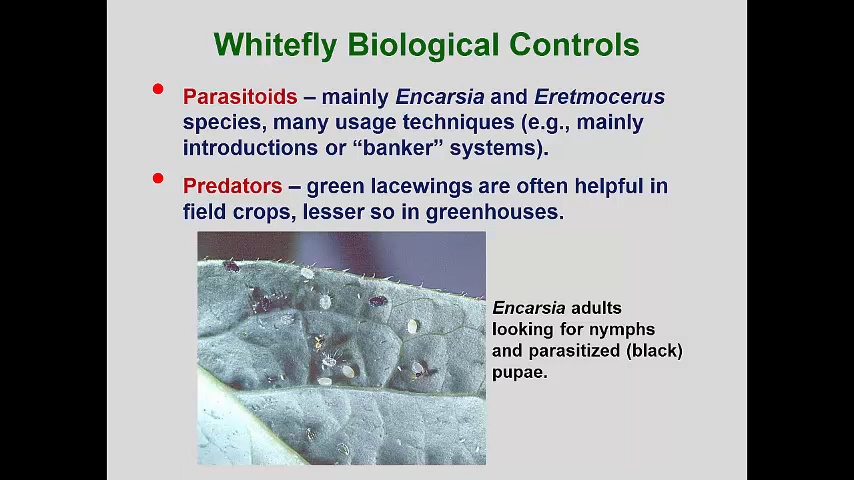 Whitefly Biological Controls
• Parasitoids – mainly Encarsia and Eretmocerus
species, many usage techniques (e.g., mainly
introductions or “banker” systems).
• Predators – green lacewings are often helpful in
field crops, lesser so in greenhouses.
Encarsia adults
looking for nymphs
and parasitized (black)
pupae.